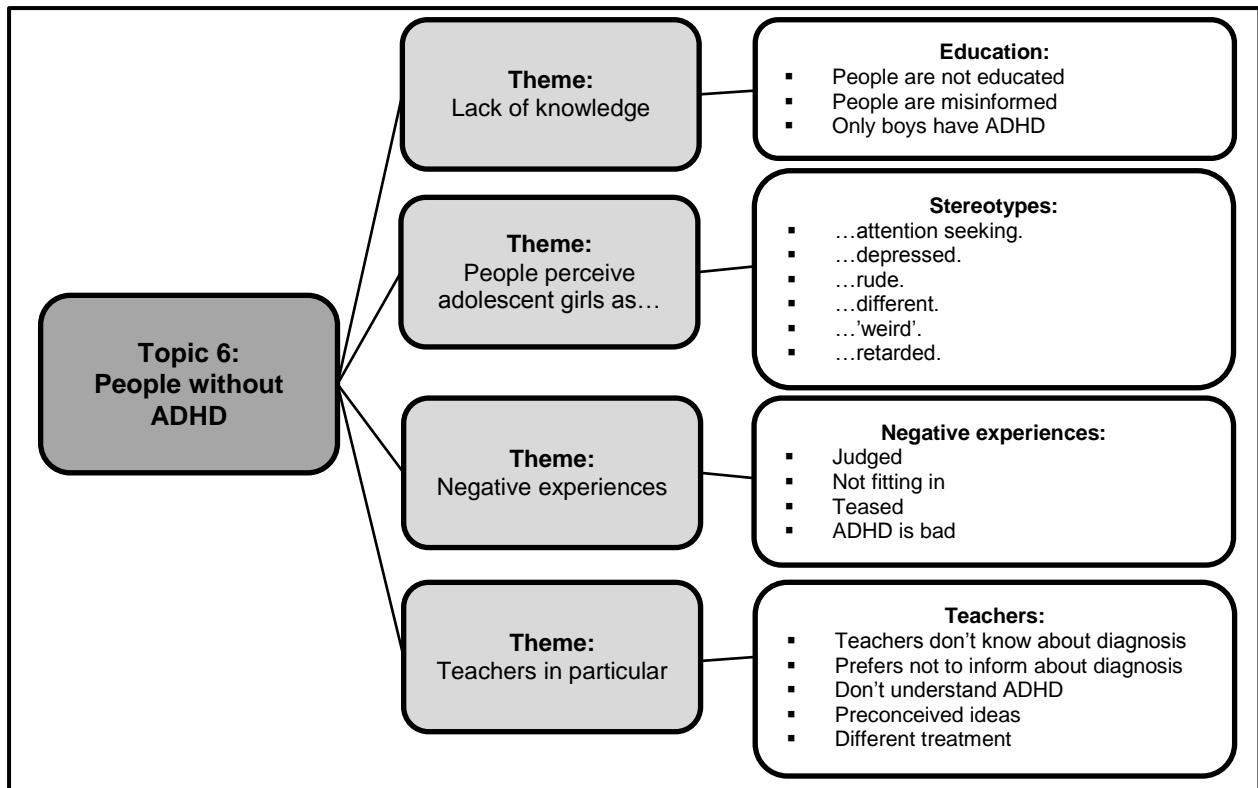 Topic 6:
People without
ADHD
Theme:
Lack of knowledge
Education:
▪ People are not educated
▪ People are misinformed
▪ Only boys have ADHD
Theme:
People perceive
adolescent girls as…
Stereotypes:
▪ …attention seeking.
▪ …depressed.
▪ …rude.
▪ …different.
▪ …’weird’.
▪ …retarded.
Theme:
Negative experiences
Negative experiences:
▪ Judged
▪ Not fitting in
▪ Teased
▪ ADHD is bad
Theme:
Teachers in particular
Teachers:
▪ Teachers don’t know about diagnosis
▪ Prefers not to inform about diagnosis
▪ Don’t understand ADHD
▪ Preconceived ideas
▪ Different treatment